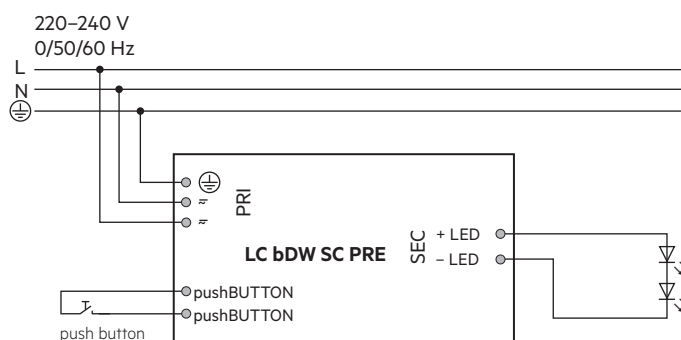 220–240 V
0/50/60 Hz
L
N
PRI
LC bDW SC PRE
SEC
+ LED
– LED
pushBUTTON
pushBUTTON
push button